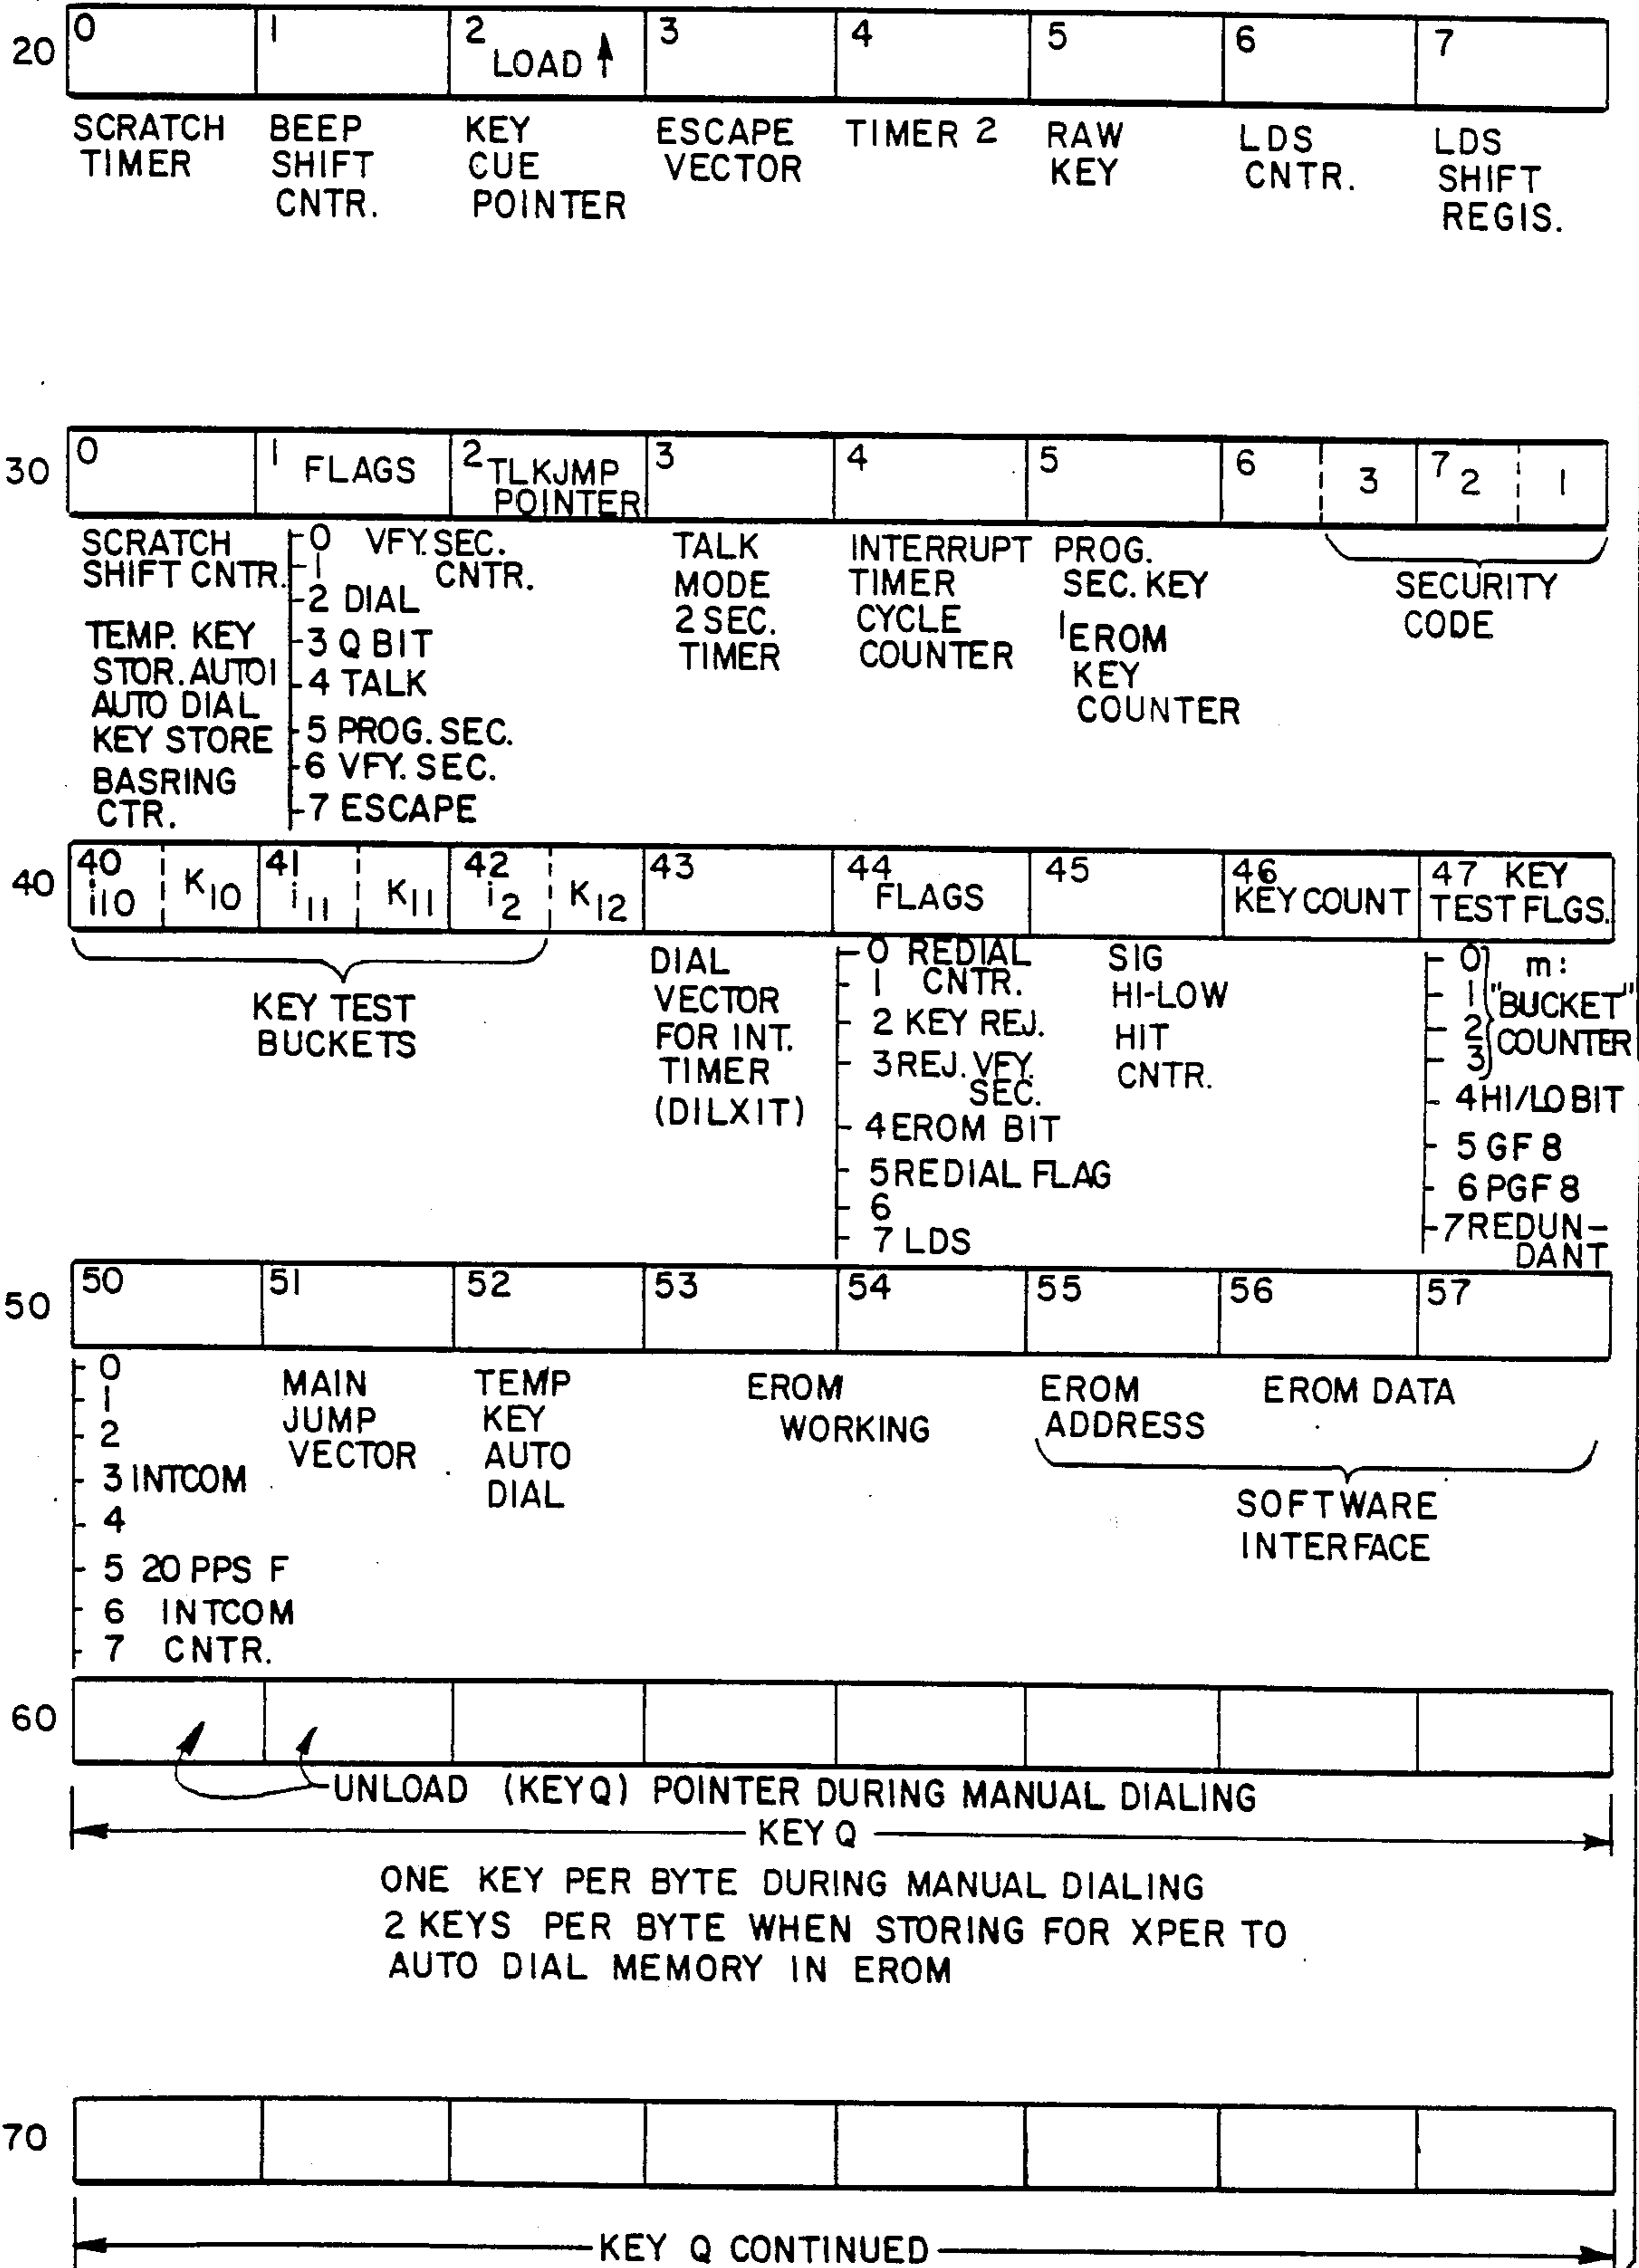 20 0 1 2 LOAD 3 4 5 6 7
SCRATCH TIMER
BEEP SHIFT CNTR.
KEY CUE POINTER
ESCAPE VECTOR
TIMER 2
RAW KEY
LDS CNTR.
LDS SHIFT REGIS.
30 0 1 FLAGS 2 TLKJMP POINTER 3 4 5 6 3 7 2 1
SCRATCH
SHIFT CNTR.
TEMP. KEY
STOR. AUTO1
AUTO DIAL
KEY STORE
BASRING
CTR.
0 VFY. SEC.
1 CNTR.
2 DIAL
3 Q BIT
4 TALK
5 PROG. SEC.
6 VFY. SEC.
7 ESCAPE
TALK
MODE
2 SEC.
TIMER
INTERRUPT
TIMER
CYCLE
COUNTER
PROG.
SEC. KEY
EROM
KEY
COUNTER
SECURITY
CODE
40 40 i10 K10 41 i11 K11 42 i2 K12 43 44 FLAGS 45 46 KEY COUNT 47 KEY TEST FLGS.
KEY TEST
BUCKETS
DIAL
VECTOR
FOR INT.
TIMER
(DILXIT)
0 REDIAL
1 CNTR.
2 KEY REJ.
3 REJ. VFY.
SEC.
4 EROM BIT
5 REDIAL FLAG
6
7 LDS
SIG
HI-LOW
HIT
CNTR.
0 m:
1 "BUCKET"
2 COUNTER
3
4 HI/LO BIT
5 GF 8
6 PGF 8
7 REDUN-
DANT
50 50 51 52 53 54 55 56 57
0
1
2
3 INTCOM
4
5 20 PPS F
6 INTCOM
7 CNTR.
MAIN
JUMP
VECTOR
TEMP
KEY
AUTO
DIAL
EROM
WORKING
EROM
ADDRESS
EROM DATA
SOFTWARE
INTERFACE
60
UNLOAD (KEYQ) POINTER DURING MANUAL DIALING
KEY Q
ONE KEY PER BYTE DURING MANUAL DIALING
2 KEYS PER BYTE WHEN STORING FOR XPER TO
AUTO DIAL MEMORY IN EROM
70
KEY Q CONTINUED